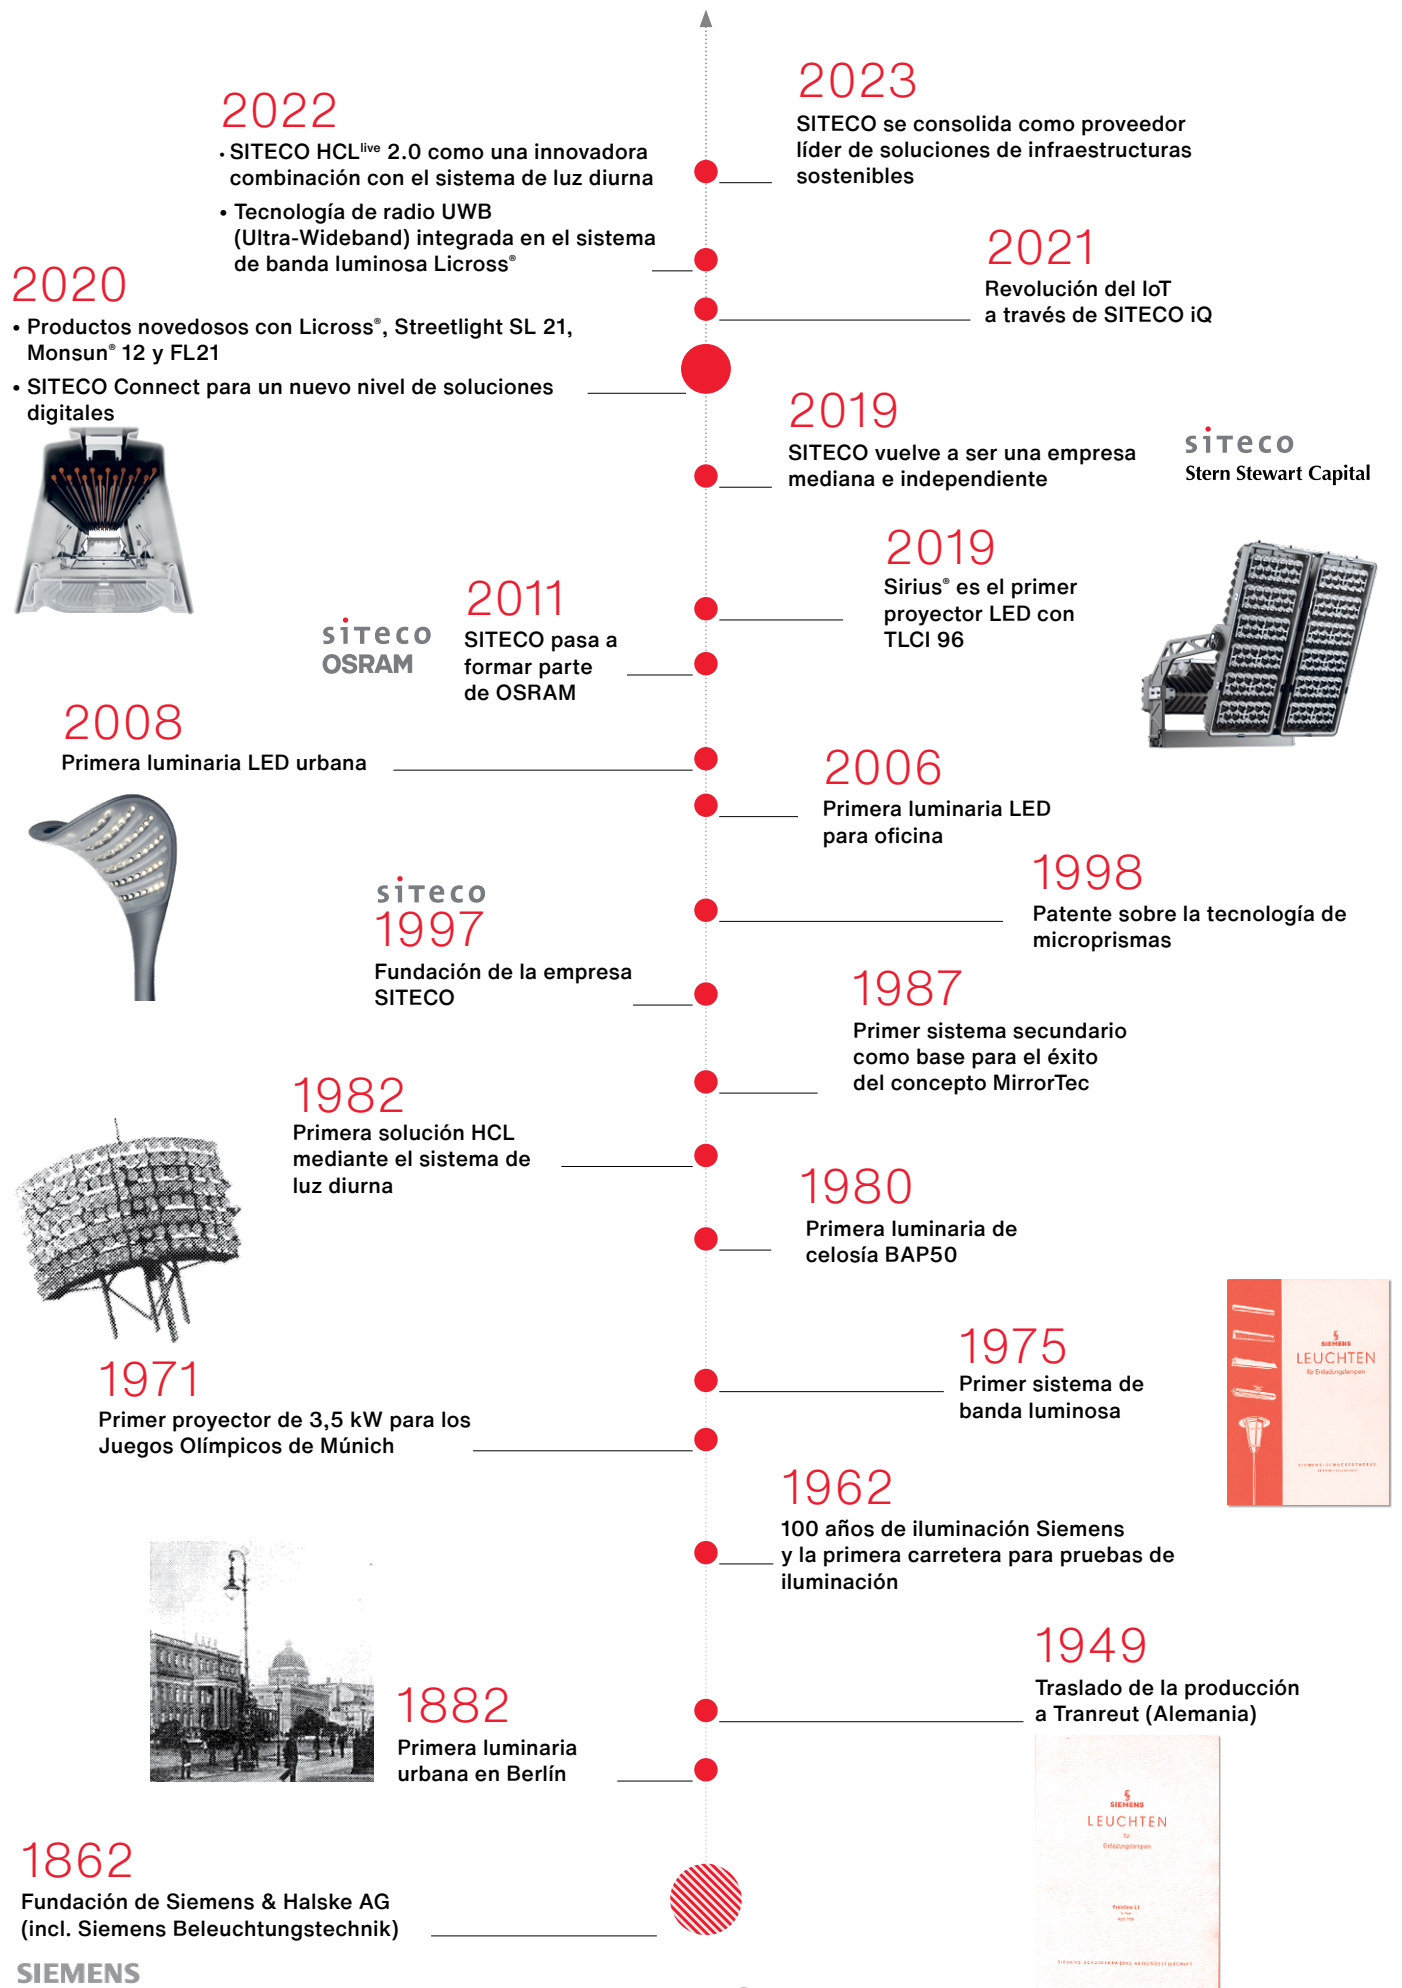 2023
SITECO se consolida como proveedor
líder de soluciones de infraestructuras
sostenibles
2022
• SITECO HCLlive 2.0 como una innovadora
combinación con el sistema de luz diurna
• Tecnología de radio UWB
(Ultra-Wideband) integrada en el sistema
de banda luminosa Licross®
2021
Revolución del IoT
a través de SITECO iQ
2020
• Productos novedosos con Licross®, Streetlight SL 21,
Monsun® 12 y FL21
• SITECO Connect para un nuevo nivel de soluciones
digitales
2019
SITECO vuelve a ser una empresa
mediana e independiente
siteco
Stern Stewart Capital
2019
Sirius® es el primer
proyector LED con
TLCI 96
siteco
OSRAM
2011
SITECO pasa a
formar parte
de OSRAM
2008
Primera luminaria LED urbana
2006
Primera luminaria LED
para oficina
1998
Patente sobre la tecnología de
microprismas
siteco
1997
Fundación de la empresa
SITECO
1987
Primer sistema secundario
como base para el éxito
del concepto MirrorTec
1982
Primera solución HCL
mediante el sistema de
luz diurna
1980
Primera luminaria de
celosía BAP50
1975
Primer sistema de
banda luminosa
SIEMENS
LEUCHTEN
für Entladungslampen
SIEMENS-SCHUCKERTWERKE
1971
Primer proyector de 3,5 kW para los
Juegos Olímpicos de Múnich
1962
100 años de iluminación Siemens
y la primera carretera para pruebas de
iluminación
1949
Traslado de la producción
a Tranreut (Alemania)
1882
Primera luminaria
urbana en Berlín
SIEMENS
LEUCHTEN
für
Entladungslampen
SIEMENS-SCHUCKERTWERKE AKTIENGESELLSCHAFT
1862
Fundación de Siemens & Halske AG
(incl. Siemens Beleuchtungstechnik)
SIEMENS